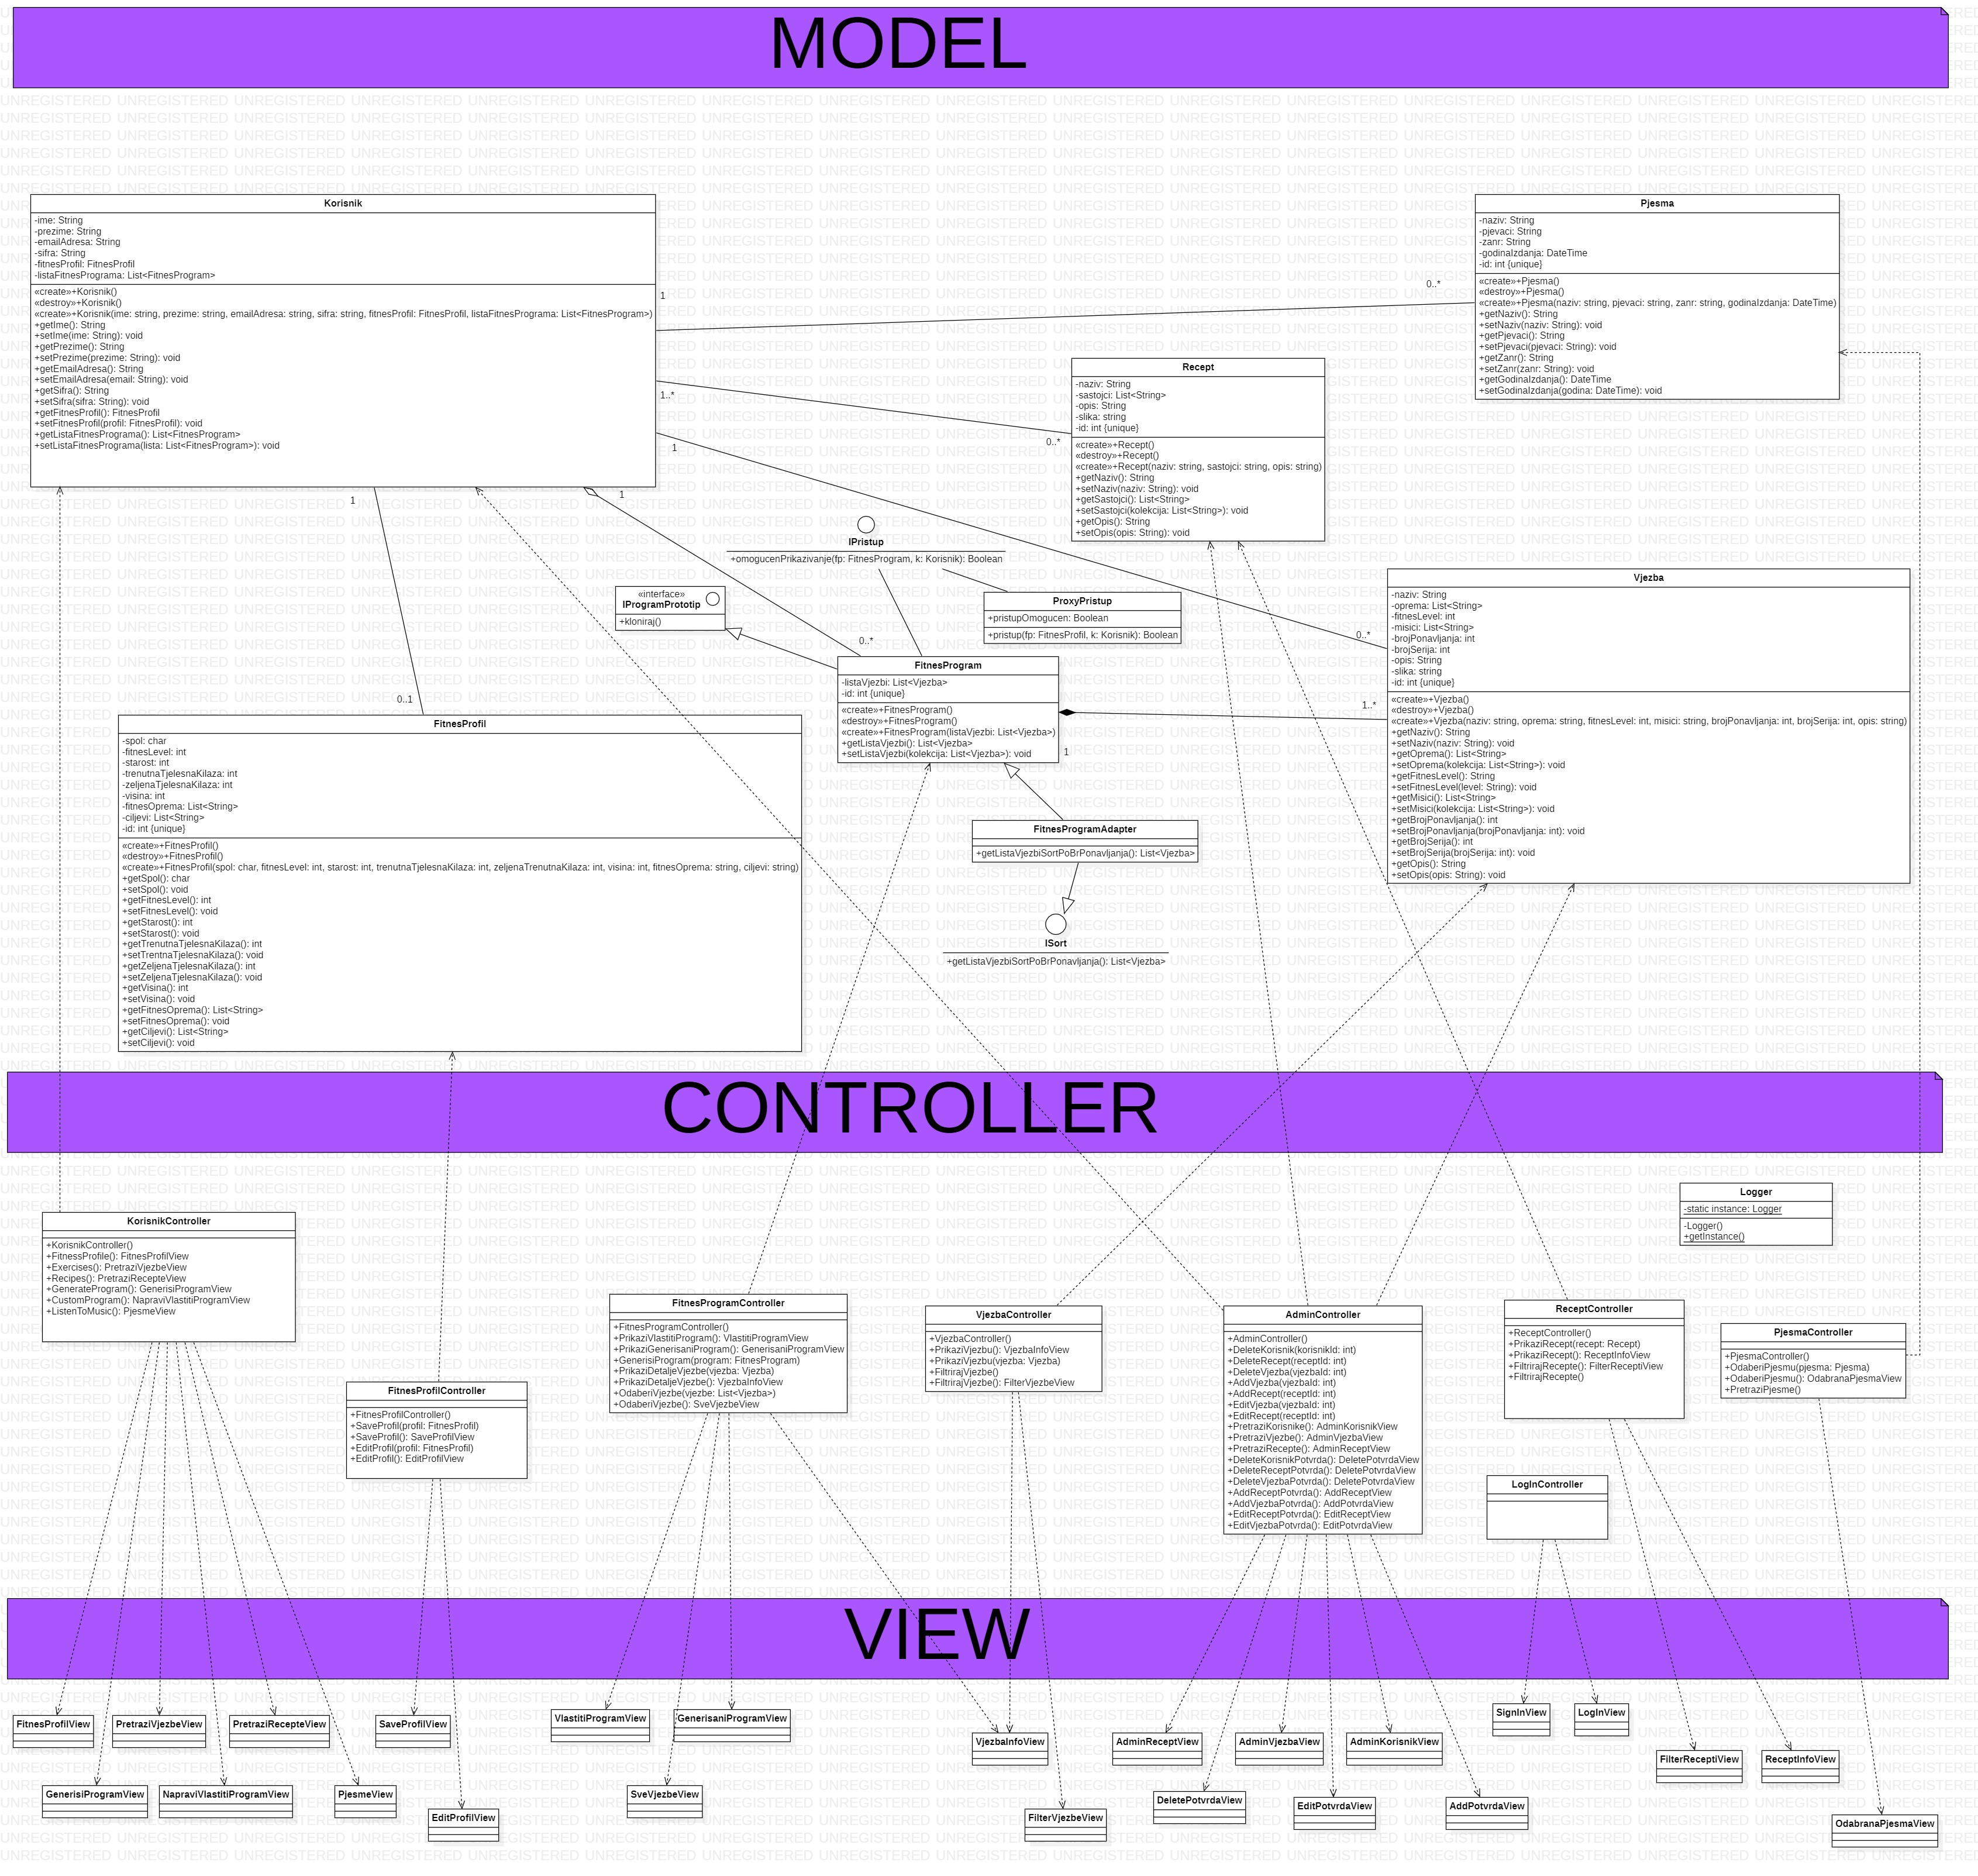 MODEL
UNREGISTERED
Korisnik
-ime: String
-prezime: String
-emailAdresa: String
-sifra: String
-fitnesProfil: FitnesProfil
-listaFitnesPrograma: List<FitnesProgram>
«create»+Korisnik()
«destroy»+Korisnik()
«create»+Korisnik(ime: string, prezime: string, emailAdresa: string, sifra: string, fitnesProfil: FitnesProfil, listaFitnesPrograma: List<FitnesProgram>)
+getIme(): String
+setIme(ime: String): void
+getPrezime(): String
+setPrezime(prezime: String): void
+getEmailAdresa(): String
+setEmailAdresa(email: String): void
+getSifra(): String
+setSifra(sifra: String): void
+getFitnesProfil(): FitnesProfil
+setFitnesProfil(profil: FitnesProfil): void
+getListaFitnesPrograma(): List<FitnesProgram>
+setListaFitnesPrograma(lista: List<FitnesProgram>): void
1
0..*
1..*
0..*
1
0..*
1
0..*
1
0..1
1..*
1
Pjesma
-naziv: String
-pjevaci: String
-zanr: String
-godinaIzdanja: DateTime
-id: int {unique}
«create»+Pjesma()
«destroy»+Pjesma()
«create»+Pjesma(naziv: string, pjevaci: string, zanr: string, godinaIzdanja: DateTime)
+getNaziv(): String
+setNaziv(naziv: String): void
+getPjevaci(): String
+setPjevaci(pjevaci: String): void
+getZanr(): String
+setZanr(zanr: String): void
+getGodinaIzdanja(): DateTime
+setGodinaIzdanja(godina: DateTime): void
Recept
-naziv: String
-sastojci: List<String>
-opis: String
-slika: string
-id: int {unique}
«create»+Recept()
«destroy»+Recept()
«create»+Recept(naziv: string, sastojci: string, opis: string)
+getNaziv(): String
+setNaziv(naziv: String): void
+getSastojci(): List<String>
+setSastojci(kolekcija: List<String>): void
+getOpis(): String
+setOpis(opis: String): void
IPristup
+omogucenPrikazivanje(fp: FitnesProgram, k: Korisnik): Boolean
«interface»
IProgramPrototip
+kloniraj()
ProxyPristup
+pristupOmogucen: Boolean
+pristup(fp: FitnesProfil, k: Korisnik): Boolean
FitnesProgram
-listaVjezbi: List<Vjezba>
-id: int {unique}
«create»+FitnesProgram()
«destroy»+FitnesProgram()
«create»+FitnesProgram(listaVjezbi: List<Vjezba>)
+getListaVjezbi(): List<Vjezba>
+setListaVjezbi(kolekcija: List<Vjezba>): void
Vjezba
-naziv: String
-oprema: List<String>
-fitnesLevel: int
-misici: List<String>
-brojPonavljanja: int
-brojSerija: int
-opis: String
-slika: string
-id: int {unique}
«create»+Vjezba()
«destroy»+Vjezba()
«create»+Vjezba(naziv: string, oprema: string, fitnesLevel: int, misici: string, brojPonavljanja: int, brojSerija: int, opis: string)
+getNaziv(): String
+setNaziv(naziv: String): void
+getOprema(): List<String>
+setOprema(kolekcija: List<String>): void
+getFitnesLevel(): String
+setFitnesLevel(level: String): void
+getMisici(): List<String>
+setMisici(kolekcija: List<String>): void
+getBrojPonavljanja(): int
+setBrojPonavljanja(brojPonavljanja: int): void
+getBrojSerija(): int
+setBrojSerija(brojSerija: int): void
+getOpis(): String
+setOpis(opis: String): void
FitnesProfil
-spol: char
-fitnesLevel: int
-starost: int
-trenutnaTjelesnaKilaza: int
-zeljenaTjelesnaKilaza: int
-visina: int
-fitnesOprema: List<String>
-ciljevi: List<String>
-id: int {unique}
«create»+FitnesProfil()
«destroy»+FitnesProfil()
«create»+FitnesProfil(spol: char, fitnesLevel: int, starost: int, trenutnaTjelesnaKilaza: int, zeljenaTrenutnaKilaza: int, visina: int, fitnesOprema: string, ciljevi: string)
+getSpol(): char
+setSpol(): void
+getFitnesLevel(): int
+setFitnesLevel(): void
+getStarost(): int
+setStarost(): void
+getTrenutnaTjelesnaKilaza(): int
+setTrentnaTjelesnaKilaza(): void
+getZeljenaTjelesnaKilaza(): int
+setZeljenaTjelesnaKilaza(): void
+getVisina(): int
+setVisina(): void
+getFitnesOprema(): List<String>
+setFitnesOprema(): void
+getCiljevi(): List<String>
+setCiljevi(): void
FitnesProgramAdapter
+getListaVjezbiSortPoBrPonavljanja(): List<Vjezba>
ISort
+getListaVjezbiSortPoBrPonavljanja(): List<Vjezba>
CONTROLLER
Logger
-static instance: Logger
-Logger()
+getInstance()
KorisnikController
+KorisnikController()
+FitnessProfile(): FitnesProfilView
+Exercises(): PretraziVjezbeView
+Recipes(): PretraziRecepteView
+GenerateProgram(): GenerisiProgramView
+CustomProgram(): NapraviVlastitiProgramView
+ListenToMusic(): PjesmeView
FitnesProfilController
+FitnesProfilController()
+SaveProfil(profil: FitnesProfil)
+SaveProfil(): SaveProfilView
+EditProfil(profil: FitnesProfil)
+EditProfil(): EditProfilView
FitnesProgramController
+FitnesProgramController()
+PrikaziVlastitiProgram(): VlastitiProgramView
+PrikaziGenerisaniProgram(): GenerisaniProgramView
+GenerisiProgram(program: FitnesProgram)
+PrikaziDetaljeVjezbe(vjezba: Vjezba)
+PrikaziDetaljeVjezbe(): VjezbaInfoView
+OdaberiVjezbe(vjezbe: List<Vjezba>)
+OdaberiVjezbe(): SveVjezbeView
VjezbaController
+VjezbaController()
+PrikaziVjezbu(): VjezbaInfoView
+PrikaziVjezbu(vjezba: Vjezba)
+FiltrirajVjezbe()
+FiltrirajVjezbe(): FilterVjezbeView
AdminController
+AdminController()
+DeleteKorisnik(korisnikId: int)
+DeleteRecept(receptId: int)
+DeleteVjezba(vjezbaId: int)
+AddVjezba(vjezbaId: int)
+AddRecept(receptId: int)
+EditVjezba(vjezbaId: int)
+EditRecept(receptId: int)
+PretraziKorisnike(): AdminKorisnikView
+PretraziVjezbe(): AdminVjezbaView
+PretraziRecepte(): AdminReceptView
+DeleteKorisnikPotvrda(): DeletePotvrdaView
+DeleteReceptPotvrda(): DeletePotvrdaView
+DeleteVjezbaPotvrda(): DeletePotvrdaView
+AddReceptPotvrda(): AddReceptView
+AddVjezbaPotvrda(): AddPotvrdaView
+EditReceptPotvrda(): EditReceptView
+EditVjezbaPotvrda(): EditPotvrdaView
ReceptController
+ReceptController()
+PrikaziRecept(recept: Recept)
+PrikaziRecept(): ReceptInfoView
+FiltrirajRecepte(): FilterReceptiView
+FiltrirajRecepte()
PjesmaController
+PjesmaController()
+OdaberiPjesmu(pjesma: Pjesma)
+OdaberiPjesmu(): OdabranaPjesmaView
+PretraziPjesme()
LogInController
VIEW
FitnesProfilView
PretraziVjezbeView
PretraziRecepteView
SaveProfilView
VlastitiProgramView
GenerisaniProgramView
VjezbaInfoView
AdminReceptView
AdminVjezbaView
AdminKorisnikView
SignInView
LogInView
FilterReceptiView
ReceptInfoView
GenerisiProgramView
NapraviVlastitiProgramView
PjesmeView
EditProfilView
SveVjezbeView
FilterVjezbeView
DeletePotvrdaView
EditPotvrdaView
AddPotvrdaView
OdabranaPjesmaView